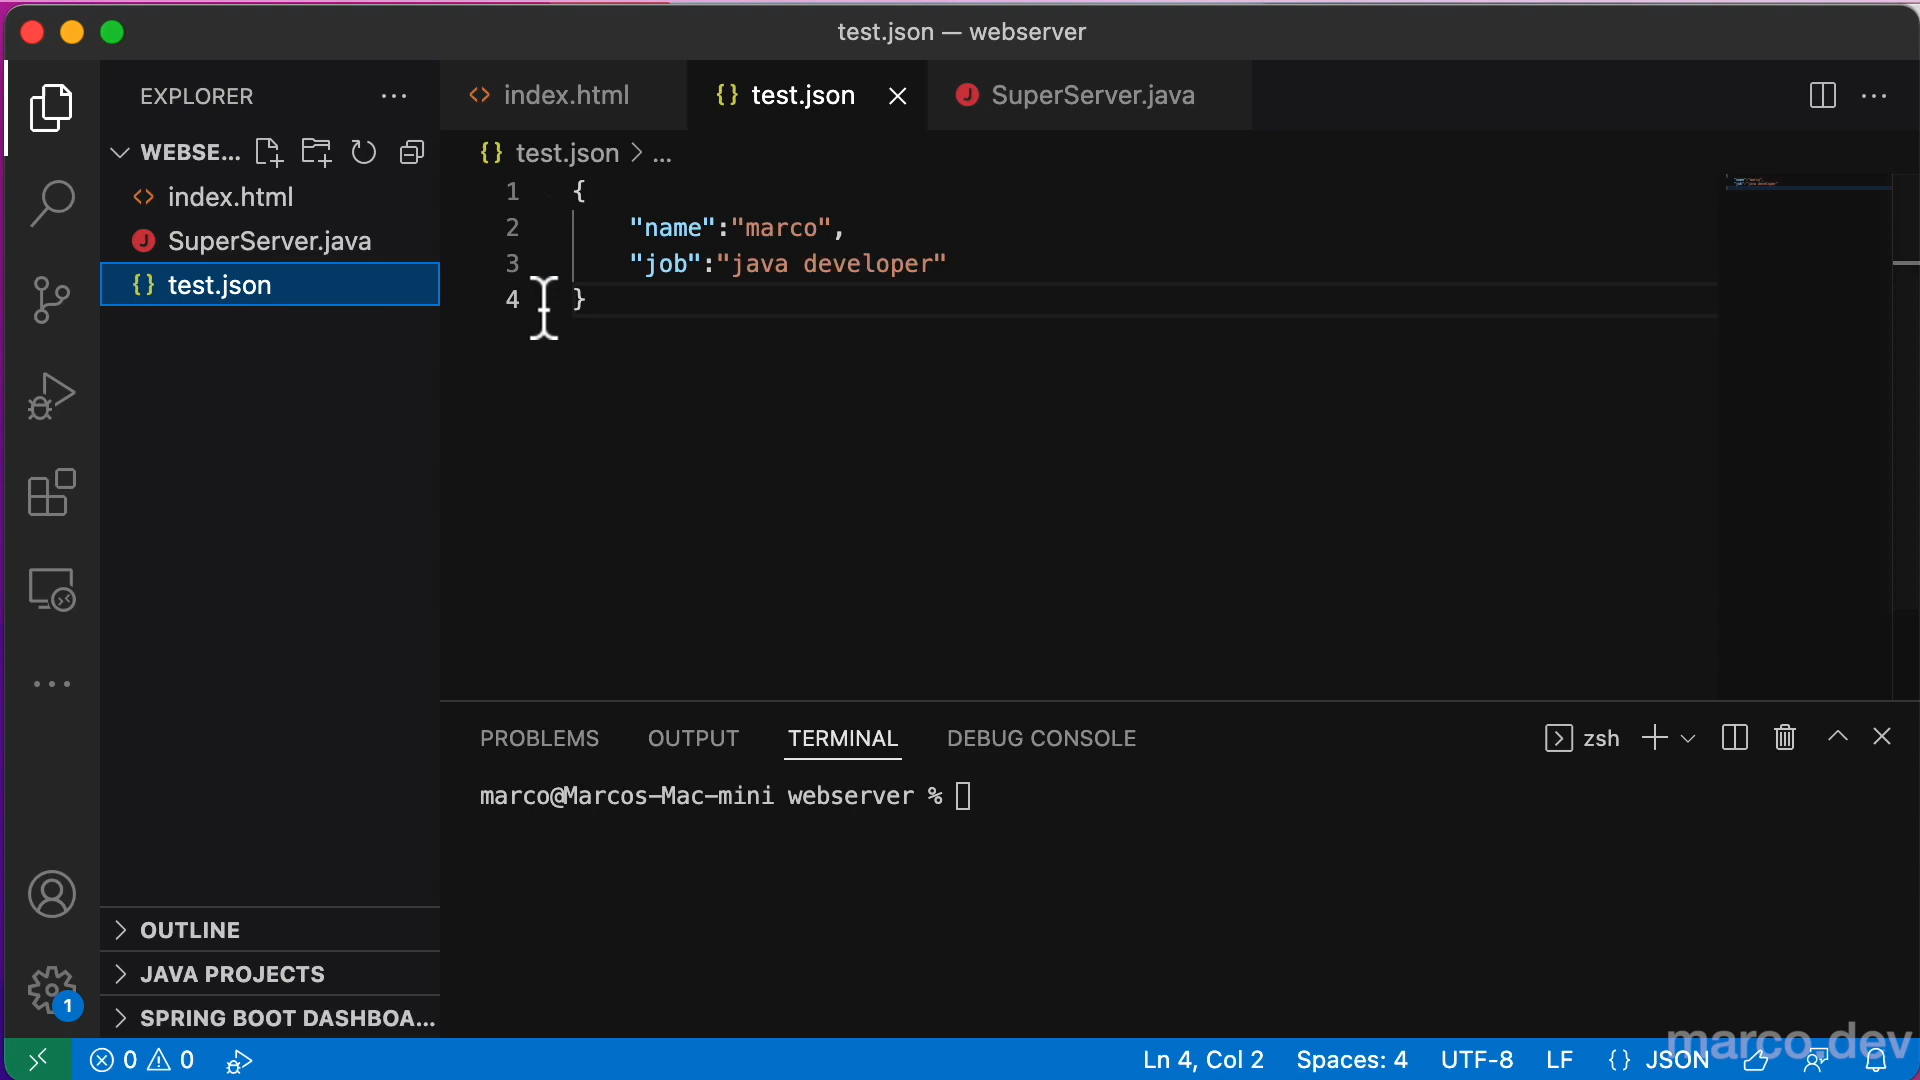 test.json — webserver
EXPLORER
index.html
test.json
SuperServer.java
WEBSE...
index.html
SuperServer.java
test.json
test.json > ...
1 {
2 "name":"marco",
3 "job":"java developer"
4 }
PROBLEMS OUTPUT TERMINAL DEBUG CONSOLE
zsh
marco@Marcos-Mac-mini webserver %
OUTLINE
JAVA PROJECTS
SPRING BOOT DASHBOA...
1
0 0
Ln 4, Col 2 Spaces: 4 UTF-8 LF {} JSON
marco.dev